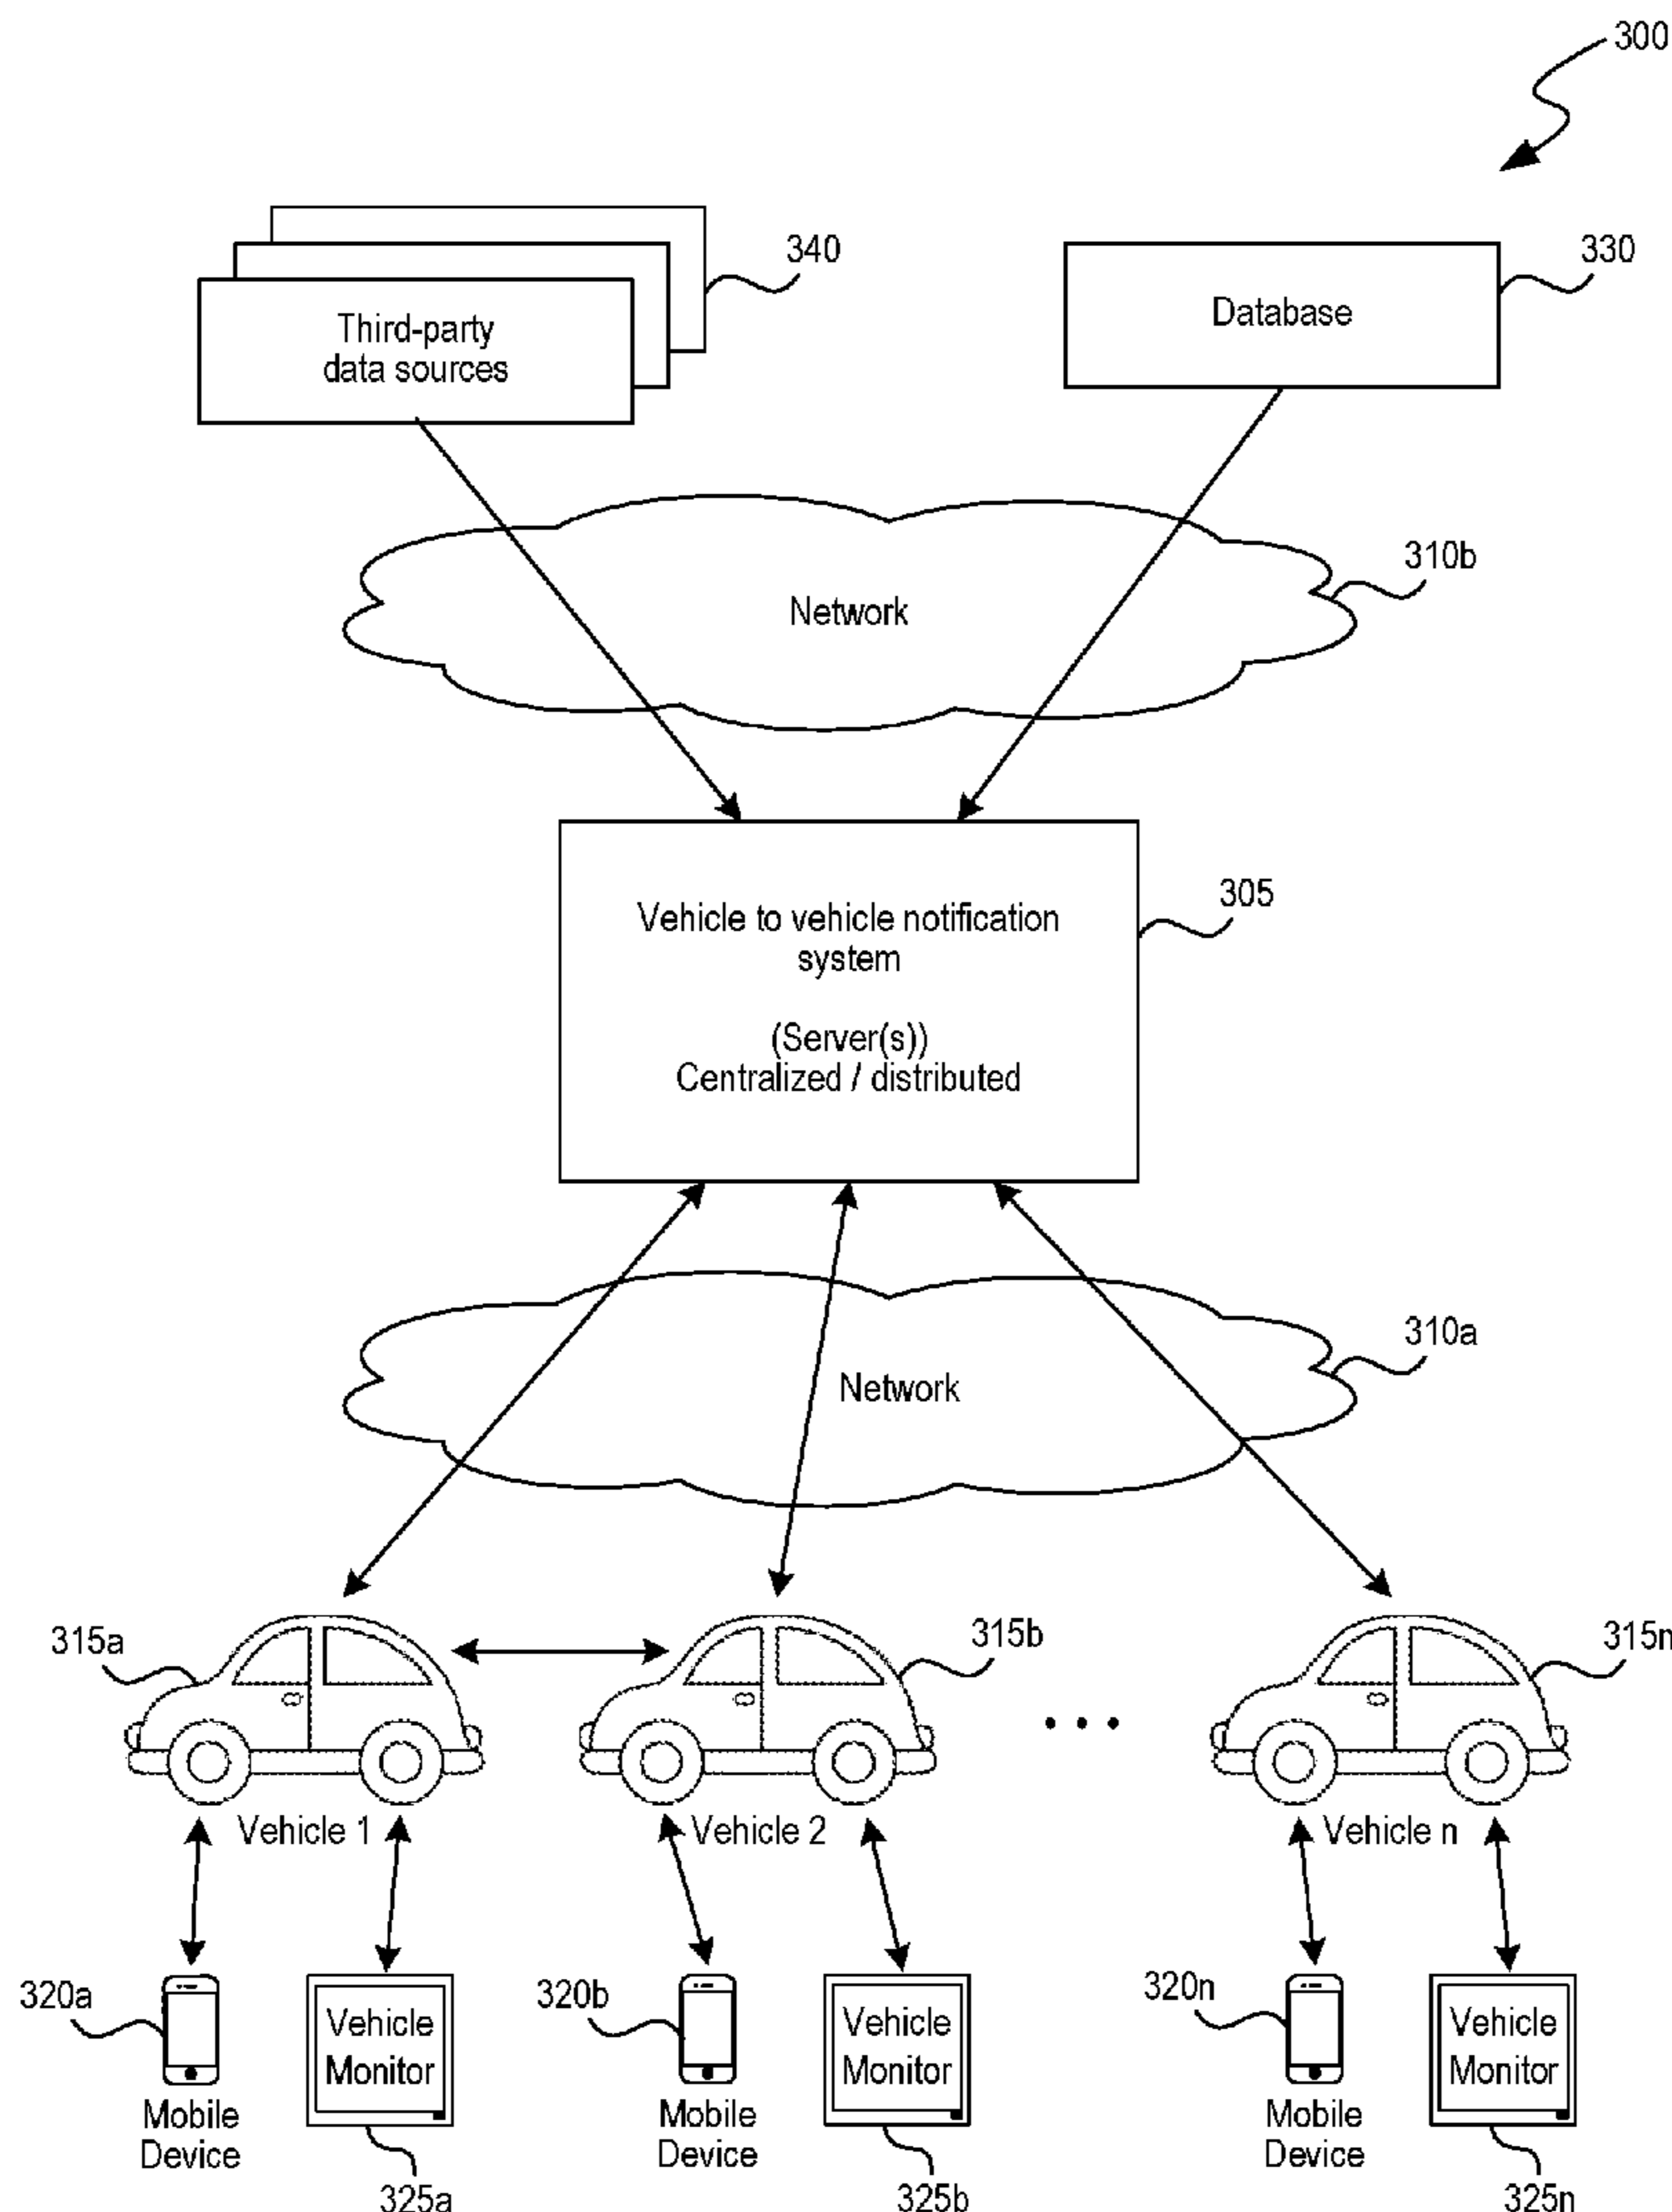 300
340
330
Third-party
data sources
Database
310b
Network
305
Vehicle to vehicle notification
system
(Server(s))
Centralized / distributed
310a
Network
315a
315b
315n
Vehicle 1
Vehicle 2
Vehicle n
320a
Vehicle
Monitor
320b
Vehicle
Monitor
320n
Vehicle
Monitor
Mobile
Device
Mobile
Device
Mobile
Device
325a
325b
325n